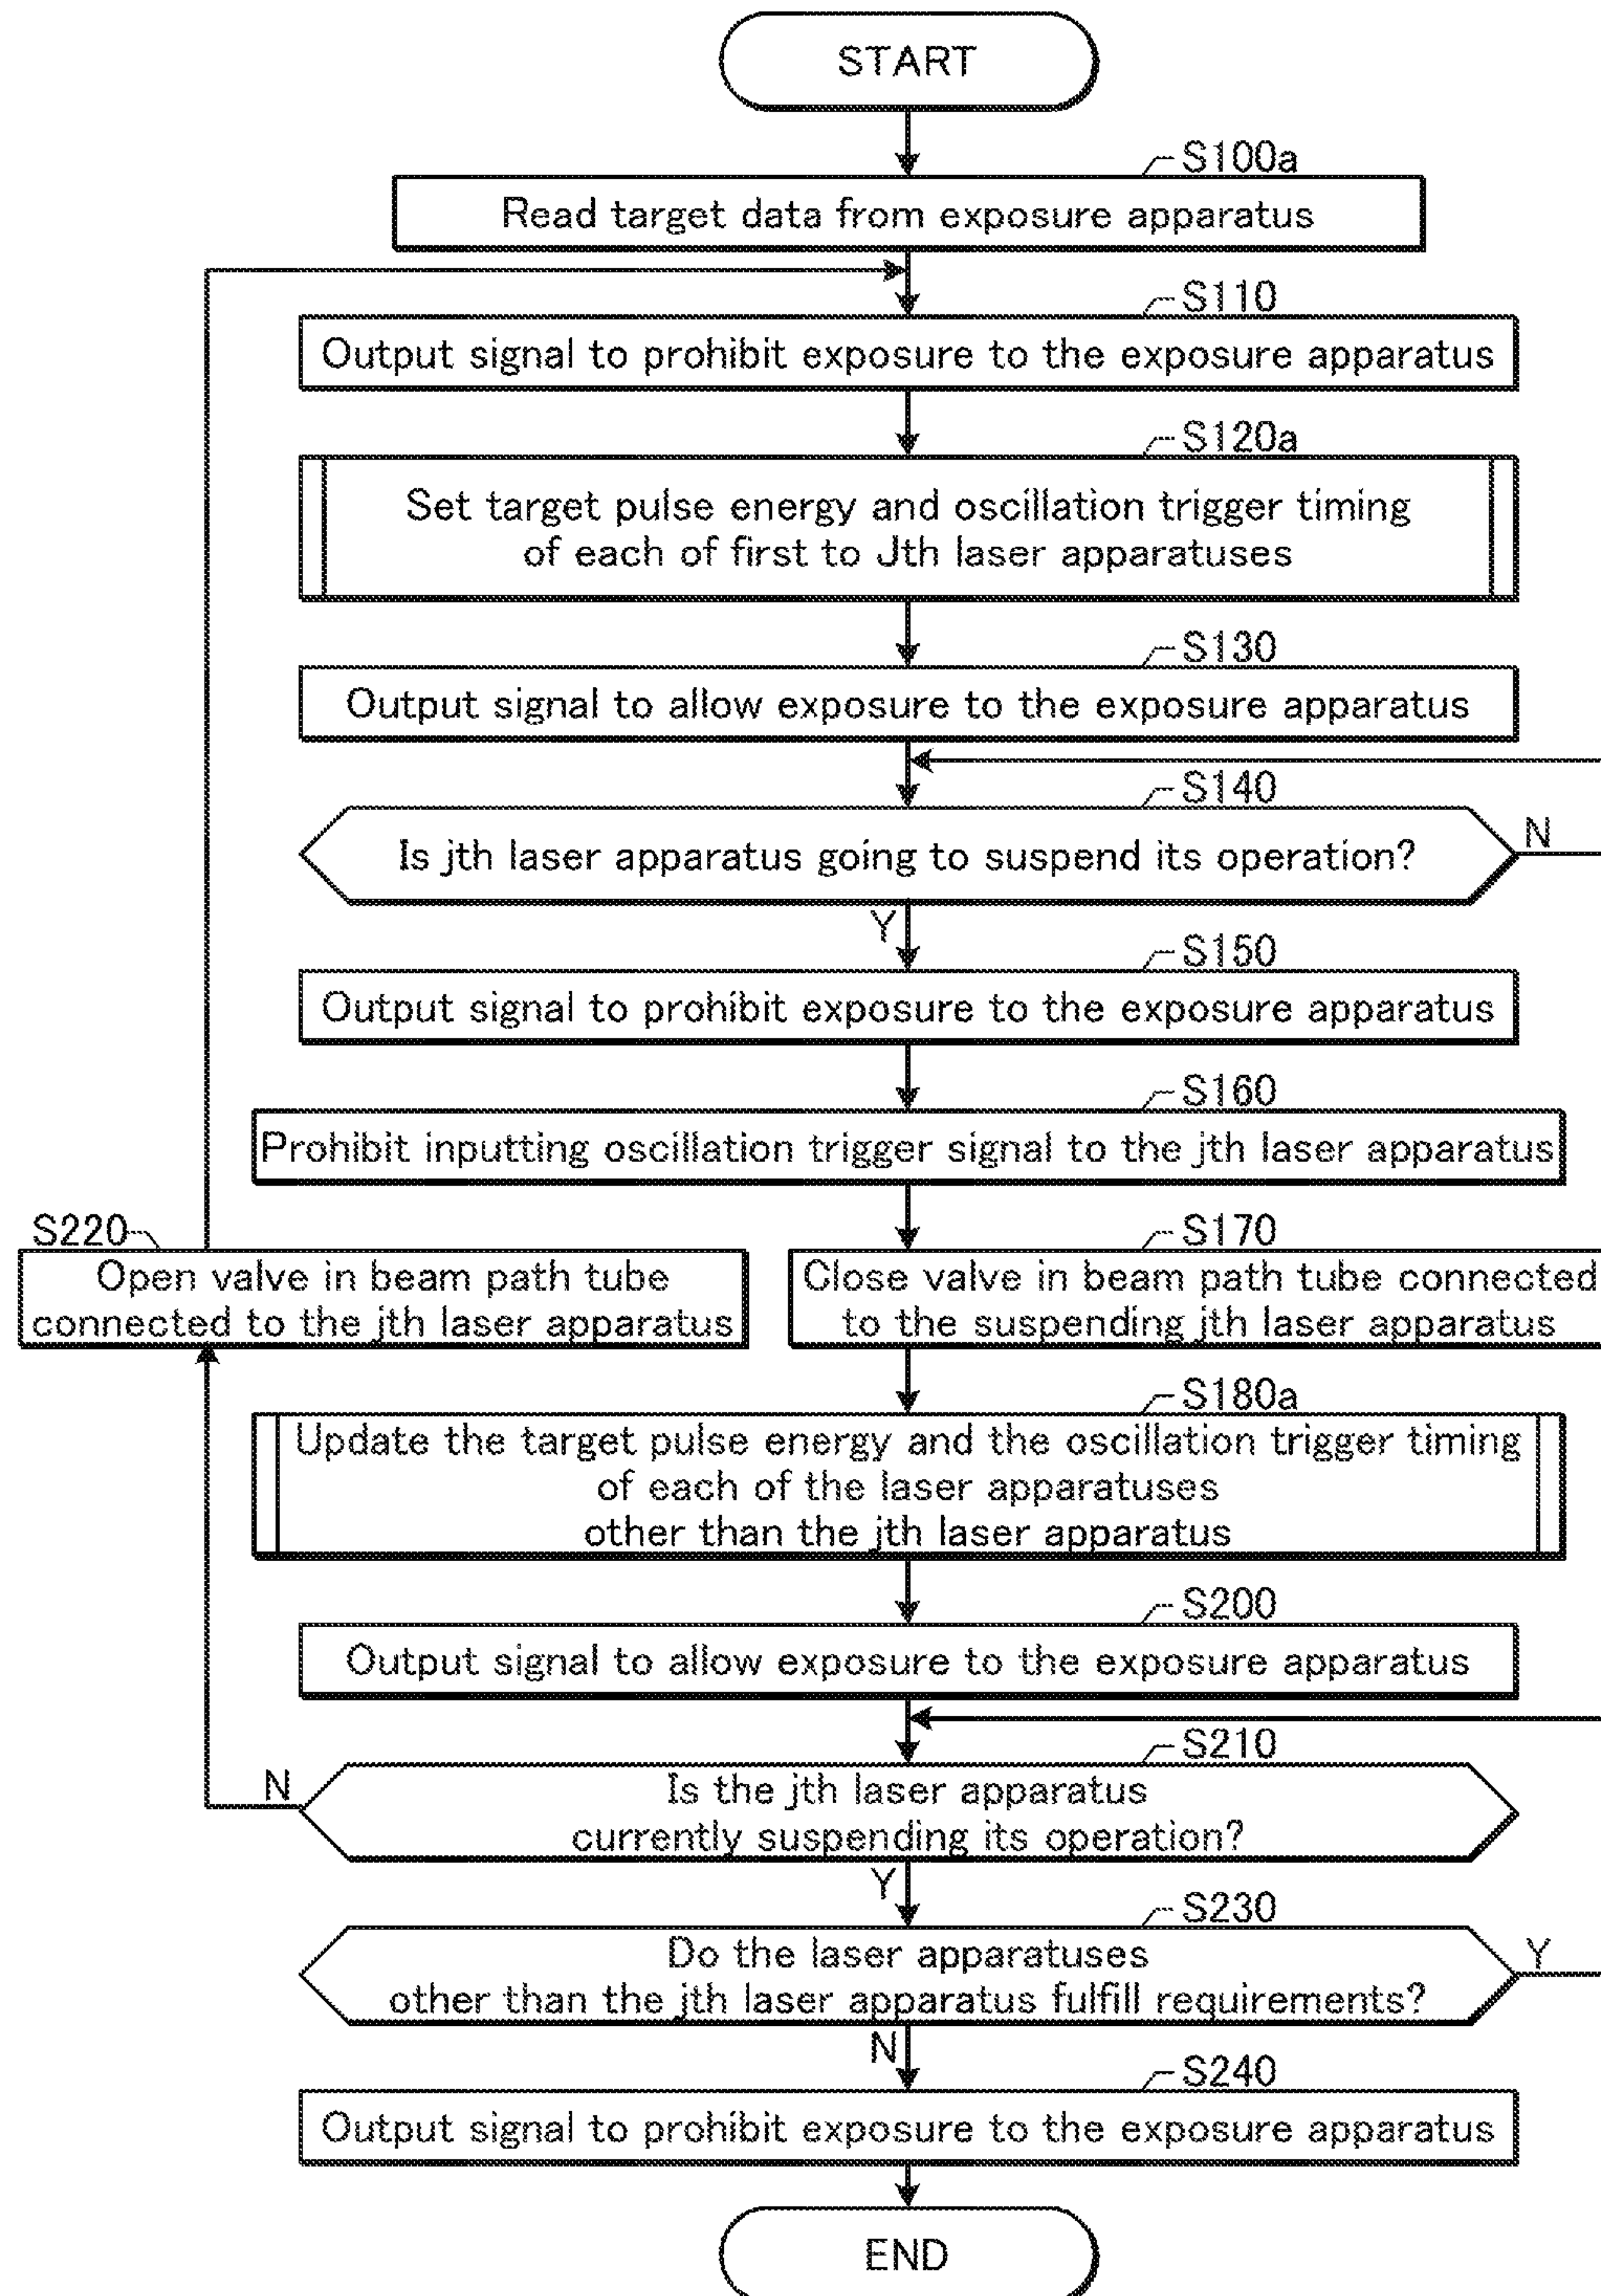 START
S100a
Read target data from exposure apparatus
S110
Output signal to prohibit exposure to the exposure apparatus
S120a
Set target pulse energy and oscillation trigger timing
of each of first to Jth laser apparatuses
S130
Output signal to allow exposure to the exposure apparatus
S140
Is jth laser apparatus going to suspend its operation?
N
Y
S150
Output signal to prohibit exposure to the exposure apparatus
S160
Prohibit inputting oscillation trigger signal to the jth laser apparatus
S220
Open valve in beam path tube
connected to the jth laser apparatus
S170
Close valve in beam path tube connected
to the suspending jth laser apparatus
S180a
Update the target pulse energy and the oscillation trigger timing
of each of the laser apparatuses
other than the jth laser apparatus
S200
Output signal to allow exposure to the exposure apparatus
S210
N
Is the jth laser apparatus
currently suspending its operation?
Y
S230
Do the laser apparatuses
other than the jth laser apparatus fulfill requirements?
Y
N
S240
Output signal to prohibit exposure to the exposure apparatus
END